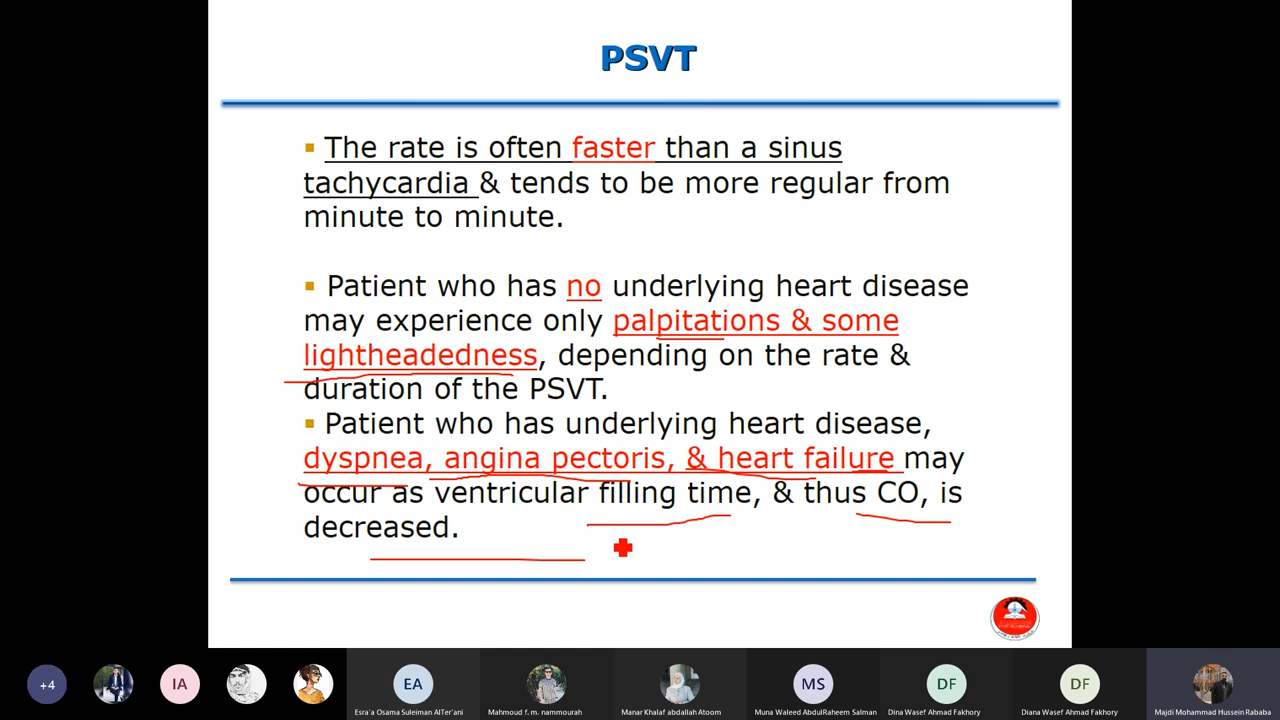 PSVT
▪ The rate is often faster than a sinus
tachycardia & tends to be more regular from
minute to minute.
▪ Patient who has no underlying heart disease
may experience only palpitations & some
lightheadedness, depending on the rate &
duration of the PSVT.
▪ Patient who has underlying heart disease,
dyspnea, angina pectoris, & heart failure may
occur as ventricular filling time, & thus CO, is
decreased.
+4
IA
EA
MS
DF
DF
Esra'a Osama Suleiman AlTer'ani
Mahmoud f. m. nammourah
Manar Khalaf abdallah Atoom
Muna Waleed AbdulRaheem Salman
Dina Wasef Ahmad Fakhory
Diana Wasef Ahmad Fakhory
Majdi Mohammad Hussein Rababa